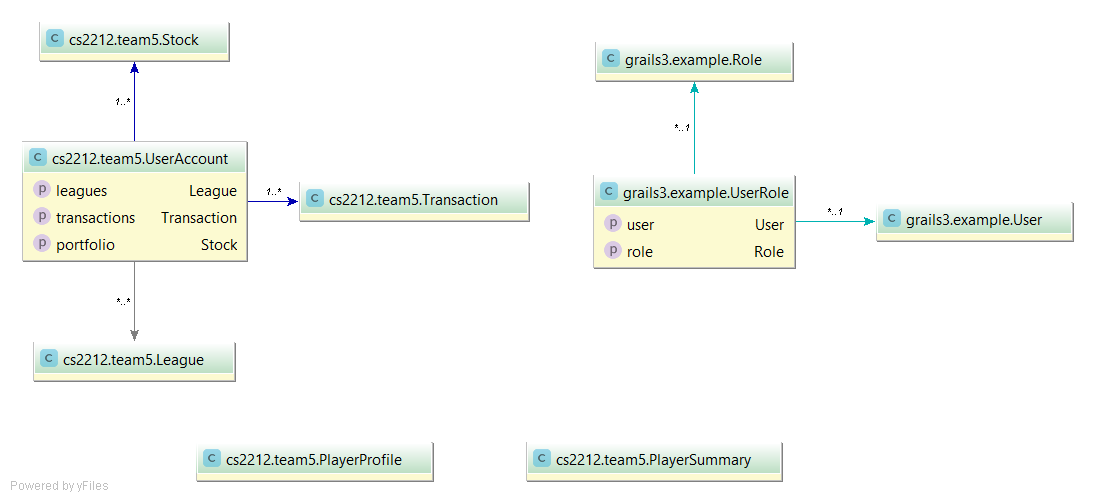 cs2212.team5.Stock
1..*
cs2212.team5.UserAccount
leagues League
transactions Transaction
portfolio Stock
1..*
cs2212.team5.Transaction
*..*
cs2212.team5.League
grails3.example.Role
*..1
grails3.example.UserRole
user User
role Role
*..1
grails3.example.User
cs2212.team5.PlayerProfile
cs2212.team5.PlayerSummary
Powered by yFiles